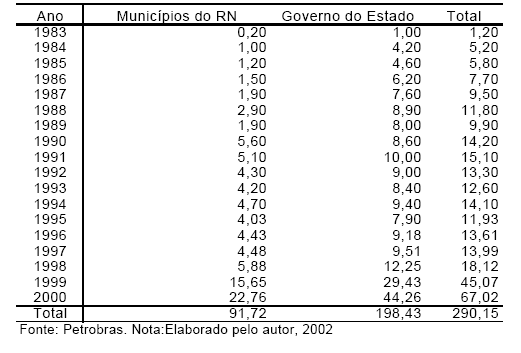 Ano Municípios do RN Governo do Estado Total
1983 0,20 1,00 1,20
1984 1,00 4,20 5,20
1985 1,20 4,60 5,80
1986 1,50 6,20 7,70
1987 1,90 7,60 9,50
1988 2,90 8,90 11,80
1989 1,90 8,00 9,90
1990 5,60 8,60 14,20
1991 5,10 10,00 15,10
1992 4,30 9,00 13,30
1993 4,20 8,40 12,60
1994 4,70 9,40 14,10
1995 4,03 7,90 11,93
1996 4,43 9,18 13,61
1997 4,48 9,51 13,99
1998 5,88 12,25 18,12
1999 15,65 29,43 45,07
2000 22,76 44,26 67,02
Total 91,72 198,43 290,15
Fonte: Petrobras. Nota:Elaborado pelo autor, 2002